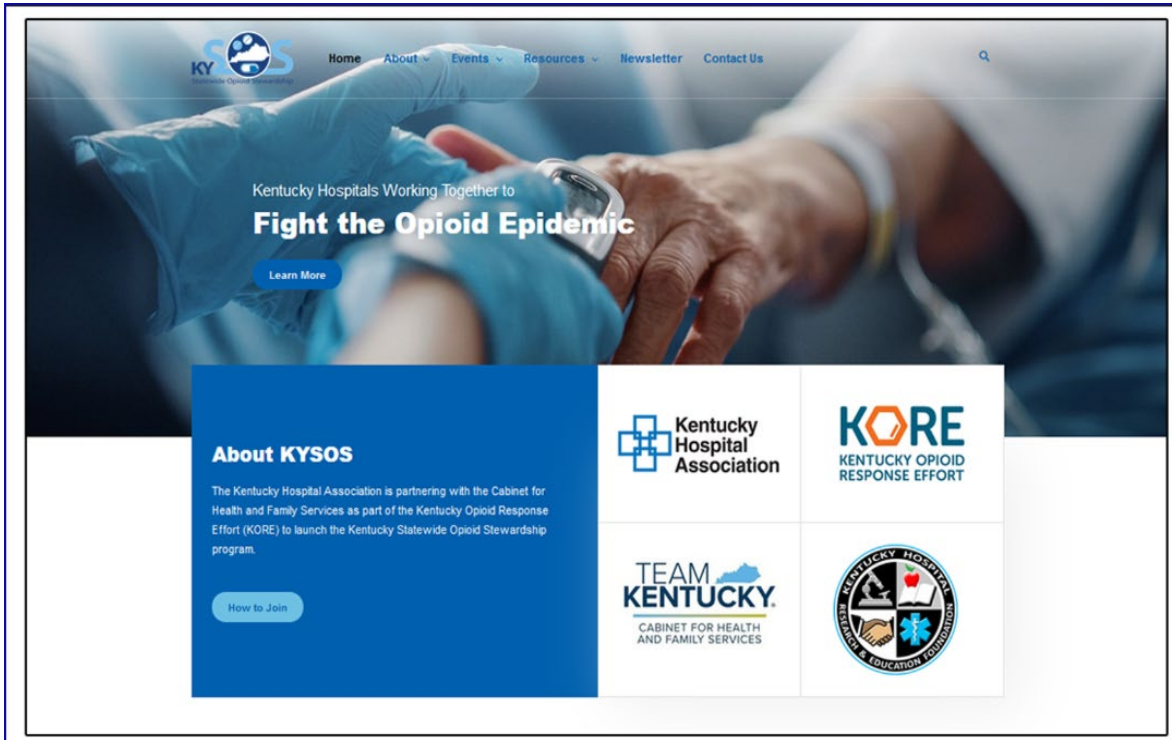 KY SOS
Statewide Opioid Stewardship
Home About Events Resources Newsletter Contact Us
Kentucky Hospitals Working Together to
Fight the Opioid Epidemic
Learn More
About KYSOS
The Kentucky Hospital Association is partnering with the Cabinet for
Health and Family Services as part of the Kentucky Opioid Response
Effort (KORE) to launch the Kentucky Statewide Opioid Stewardship
program.
How to Join
Kentucky
Hospital
Association
KORE
KENTUCKY OPIOID
RESPONSE EFFORT
TEAM
KENTUCKY.
CABINET FOR HEALTH
AND FAMILY SERVICES
KENTUCKY HOSPITAL
RESEARCH & EDUCATION FOUNDATION